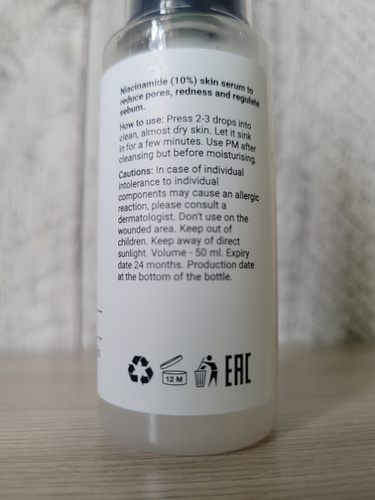 Niacinamide (10%) skin serum to
reduce pores, redness and regulate
sebum.
How to use: Press 2-3 drops into
clean, almost dry skin. Let it sink
in for a few minutes. Use PM after
cleansing but before moisturising.
Cautions: In case of individual
intolerance to individual
components may cause an allergic
reaction, please consult a
dermatologist. Don't use on the
wounded area. Keep out of
children. Keep away of direct
sunlight. Volume - 50 ml. Expiry
date 24 months. Production date
at the bottom of the bottle.
12 M EAC